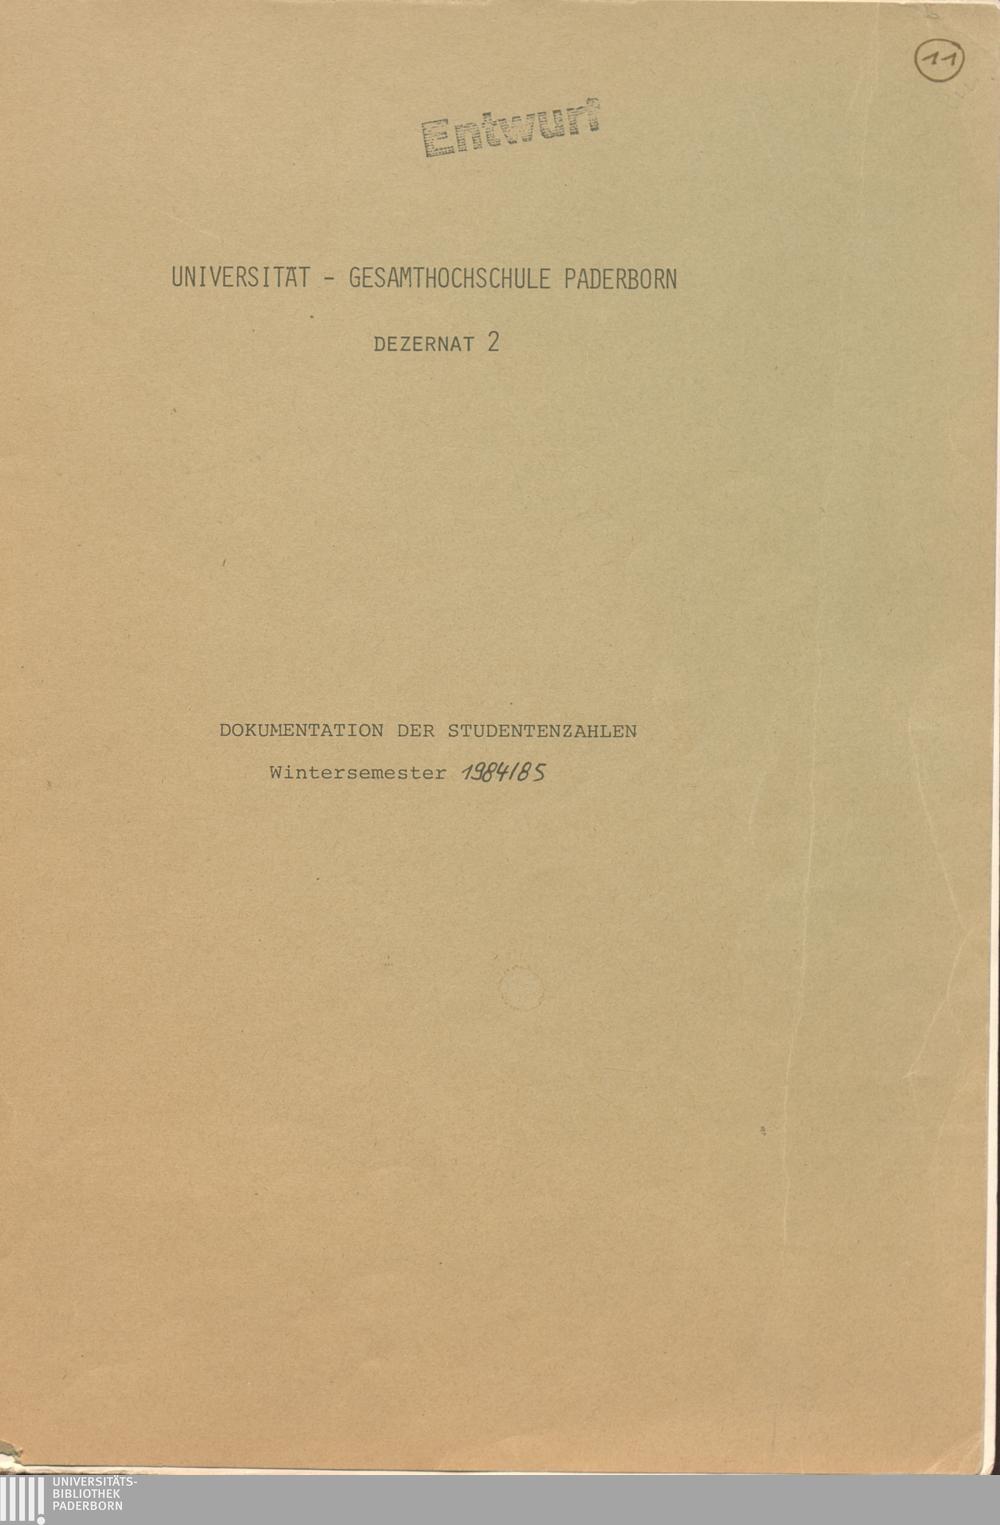 11
Entwurf
UNIVERSITÄT - GESAMTHOCHSCHULE PADERBORN
DEZERNAT 2
DOKUMENTATION DER STUDENTENZAHLEN
Wintersemester 1984/85
UNIVERSITÄTS-
BIBLIOTHEK
PADERBORN